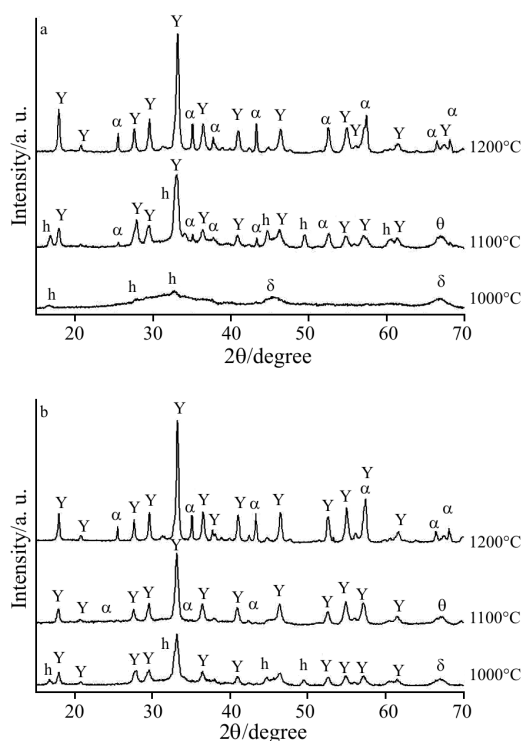 a
Y
Y Y α Y Y α Y α Y α Y Y α Y α Y α
1200°C
h Y α Y Y h Y α Y α Y α h Y h α Y Y h Y θ
1100°C
h h h δ δ
1000°C
20 30 40 50 60 70
2θ/degree
Intensity/a. u.
b
Y
Y Y α Y Y α Y Y Y α Y Y Y Y α Y α α
1200°C
Y Y α Y Y Y α Y Y α Y Y Y Y Y θ
1100°C
h Y Y Y Y h Y Y h h Y Y Y Y δ
1000°C
20 30 40 50 60 70
2θ/degree
Intensity/a. u.